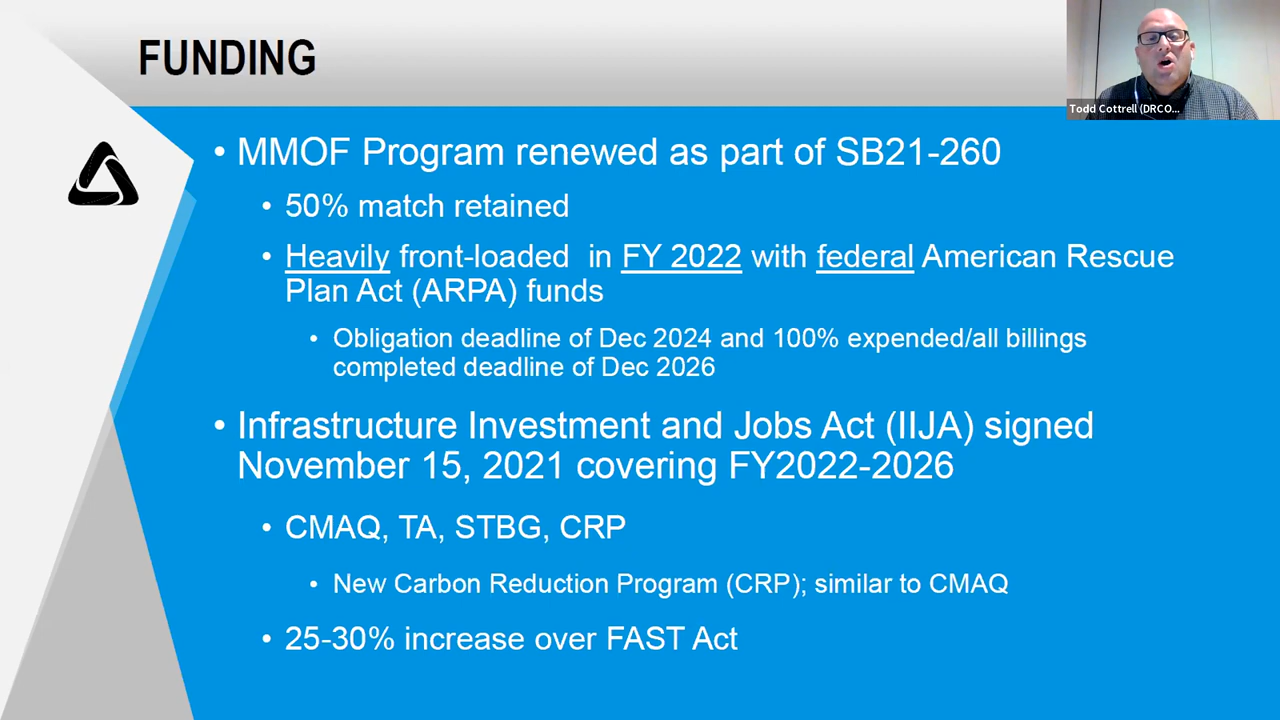 FUNDING
Todd Cottrell (DRCO...
• MMOF Program renewed as part of SB21-260
• 50% match retained
• Heavily front-loaded in FY 2022 with federal American Rescue
Plan Act (ARPA) funds
• Obligation deadline of Dec 2024 and 100% expended/all billings
completed deadline of Dec 2026
• Infrastructure Investment and Jobs Act (IIJA) signed
November 15, 2021 covering FY2022-2026
• CMAQ, TA, STBG, CRP
• New Carbon Reduction Program (CRP); similar to CMAQ
• 25-30% increase over FAST Act